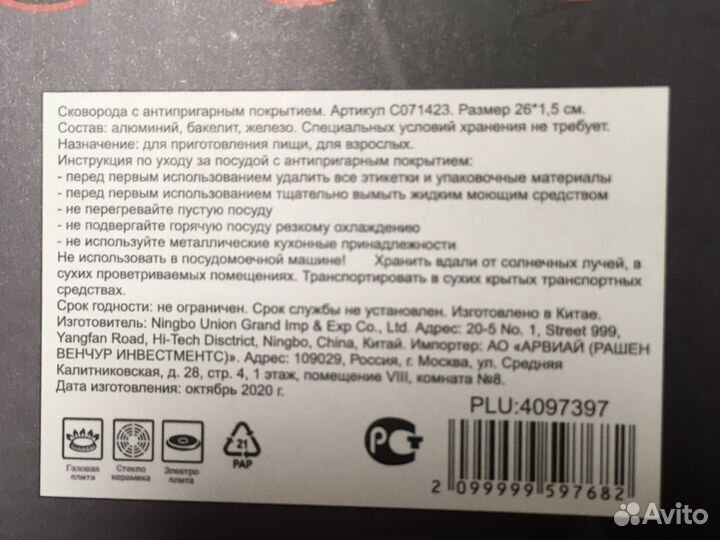 Сковорода с антипригарным покрытием. Артикул C071423. Размер 26*1,5 см.
Состав: алюминий, бакелит, железо. Специальных условий хранения не требует.
Назначение: для приготовления пищи, для взрослых.
Инструкция по уходу за посудой с антипригарным покрытием:
- перед первым использованием удалить все этикетки и упаковочные материалы
- перед первым использованием тщательно вымыть жидким моющим средством
- не перегревайте пустую посуду
- не подвергайте горячую посуду резкому охлаждению
- не используйте металлические кухонные принадлежности
Не использовать в посудомоечной машине! Хранить вдали от солнечных лучей, в
сухих проветриваемых помещениях. Транспортировать в сухих крытых транспортных
средствах.
Срок годности: не ограничен. Срок службы не установлен. Изготовлено в Китае.
Изготовитель: Ningbo Union Grand Imp & Exp Co., Ltd. Адрес: 20-5 No. 1, Street 999,
Yangfan Road, Hi-Tech Disctrict, Ningbo, China, Китай. Импортер: АО «АРВИАЙ (РАШЕН
ВЕНЧУР ИНВЕСТМЕНТС)». Адрес: 109029, Россия, г. Москва, ул. Средняя
Калитниковская, д. 28, стр. 4, 1 этаж, помещение VIII, комната №8.
Дата изготовления: октябрь 2020 г.
PLU:4097397
Газовая плита
Стекло керамика
Электро плита
21
PAP
РСТ
2 099999 597682
Avito